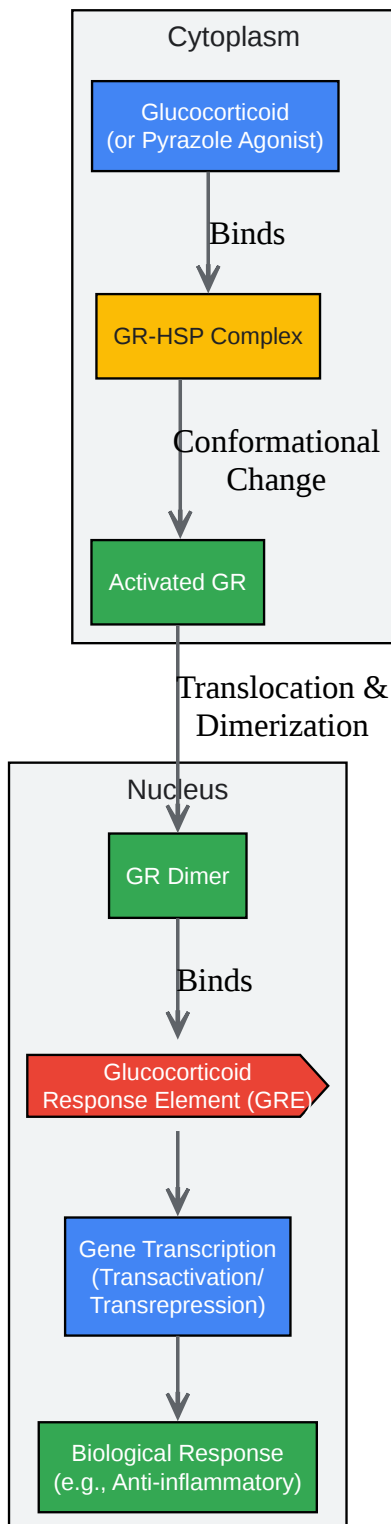 Cytoplasm
Glucocorticoid
(or Pyrazole Agonist)
Binds
GR-HSP Complex
Conformational
Change
Activated GR
Translocation &
Dimerization
Nucleus
GR Dimer
Binds
Glucocorticoid
Response Element (GRE)
Gene Transcription
(Transactivation/
Transrepression)
Biological Response
(e.g., Anti-inflammatory)